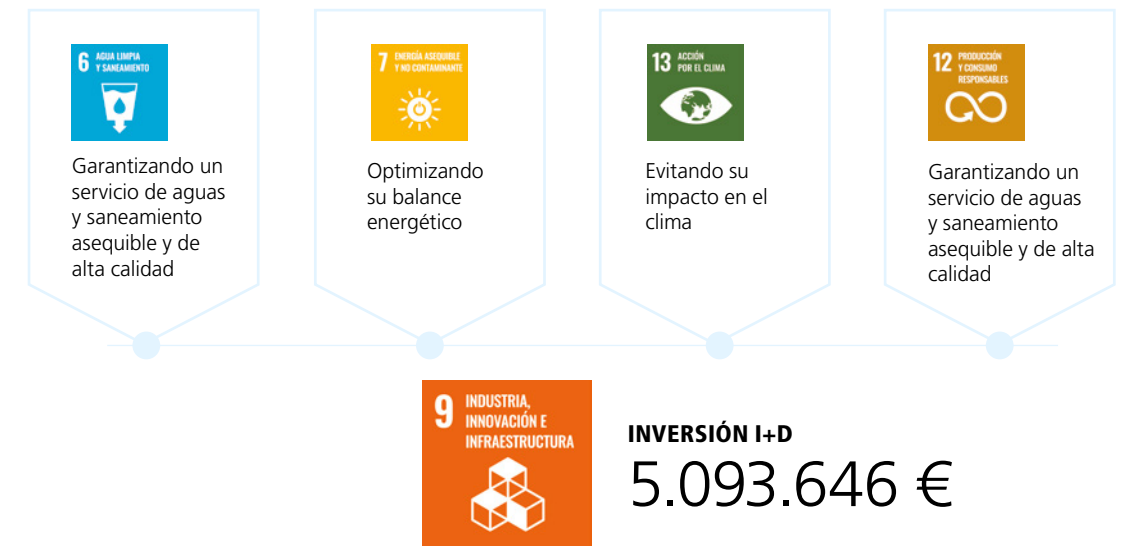 6 AGUA LIMPIA
Y SANEAMIENTO
Garantizando un
servicio de aguas
y saneamiento
asequible y de
alta calidad
7 ENERGÍA ASEQUIBLE
Y NO CONTAMINANTE
Optimizando
su balance
energético
13 ACCIÓN
POR EL CLIMA
Evitando su
impacto en el
clima
12 PRODUCCIÓN
Y CONSUMO
RESPONSABLES
Garantizando un
servicio de aguas
y saneamiento
asequible y de alta
calidad
9 INDUSTRIA,
INNOVACIÓN E
INFRAESTRUCTURA
INVERSIÓN I+D
5.093.646 €